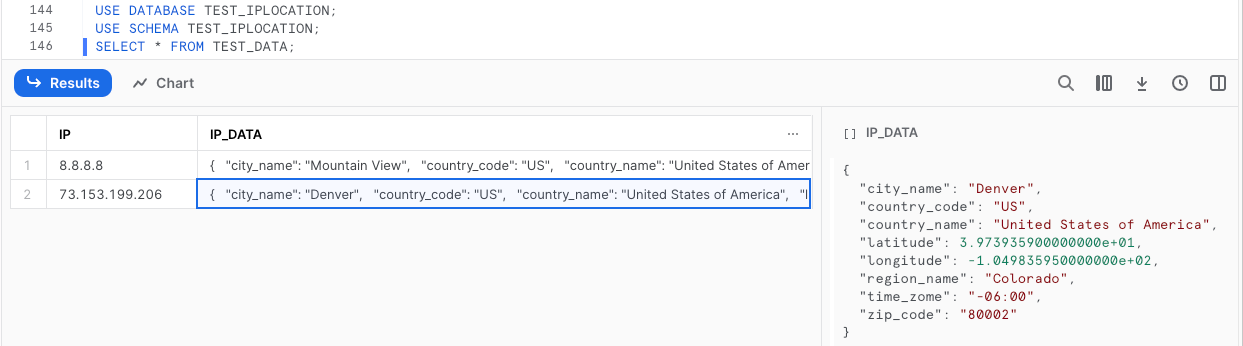 144 USE DATABASE TEST_IPLOCATION;
145 USE SCHEMA TEST_IPLOCATION;
146 SELECT * FROM TEST_DATA;
Results Chart
IP IP_DATA ...
1 8.8.8.8 { "city_name": "Mountain View", "country_code": "US", "country_name": "United States of Amer
2 73.153.199.206 { "city_name": "Denver", "country_code": "US", "country_name": "United States of America", "l
[] IP_DATA
{
"city_name": "Denver",
"country_code": "US",
"country_name": "United States of America",
"latitude": 3.973935900000000e+01,
"longitude": -1.049835950000000e+02,
"region_name": "Colorado",
"time_zome": "-06:00",
"zip_code": "80002"
}